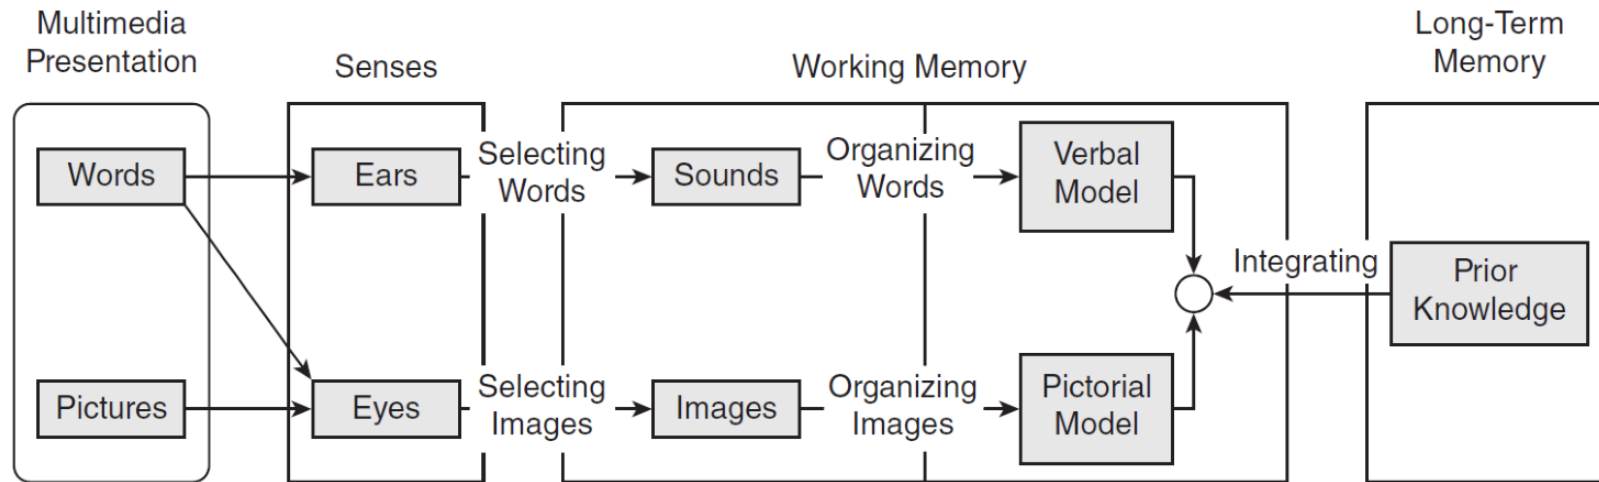 Multimedia
Presentation
Senses
Working Memory
Long-Term
Memory
Words
Ears
Selecting
Words
Sounds
Organizing
Words
Verbal
Model
Integrating
Prior
Knowledge
Pictures
Eyes
Selecting
Images
Images
Organizing
Images
Pictorial
Model